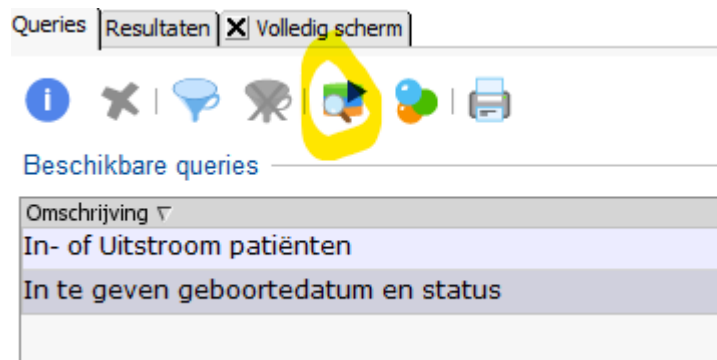 Queries Resultaten Volledig scherm
Beschikbare queries
Omschrijving
In- of Uitstroom patiënten
In te geven geboortedatum en status